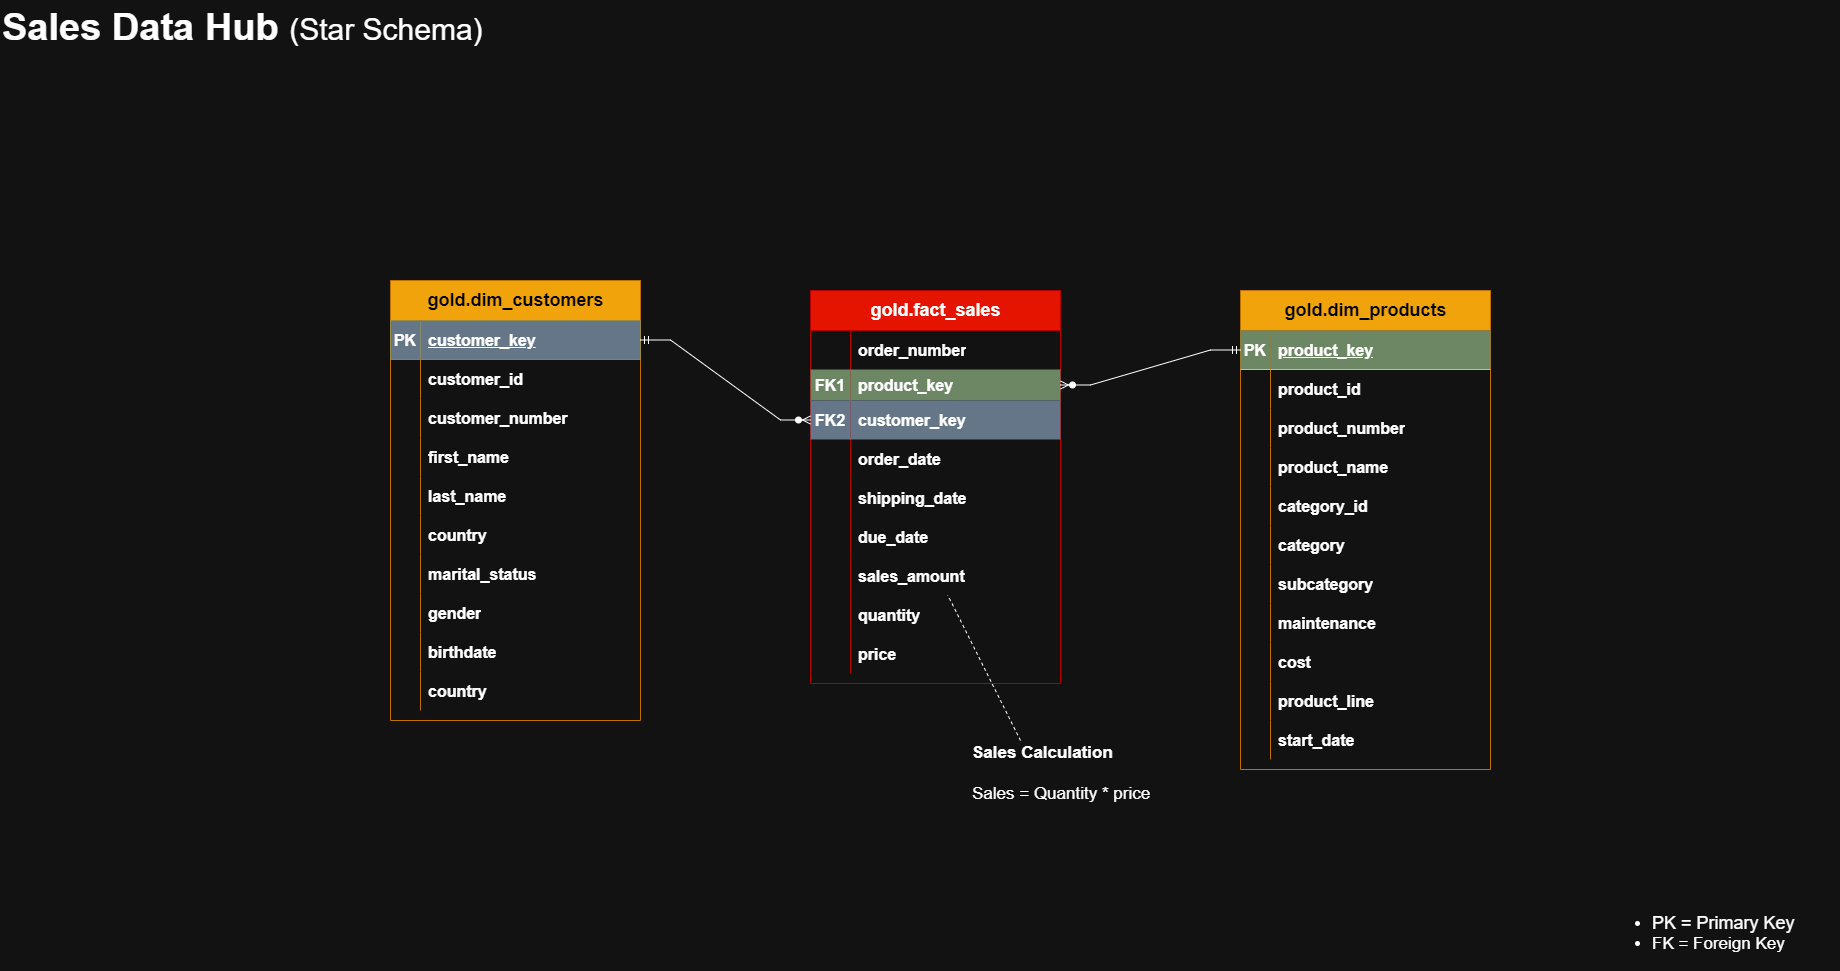 Sales Data Hub (Star Schema)
gold.dim_customers
PK customer_key
customer_id
customer_number
first_name
last_name
country
marital_status
gender
birthdate
country
gold.fact_sales
order_number
FK1 product_key
FK2 customer_key
order_date
shipping_date
due_date
sales_amount
quantity
price
Sales Calculation
Sales = Quantity * price
gold.dim_products
PK product_key
product_id
product_number
product_name
category_id
category
subcategory
maintenance
cost
product_line
start_date
• PK = Primary Key
• FK = Foreign Key